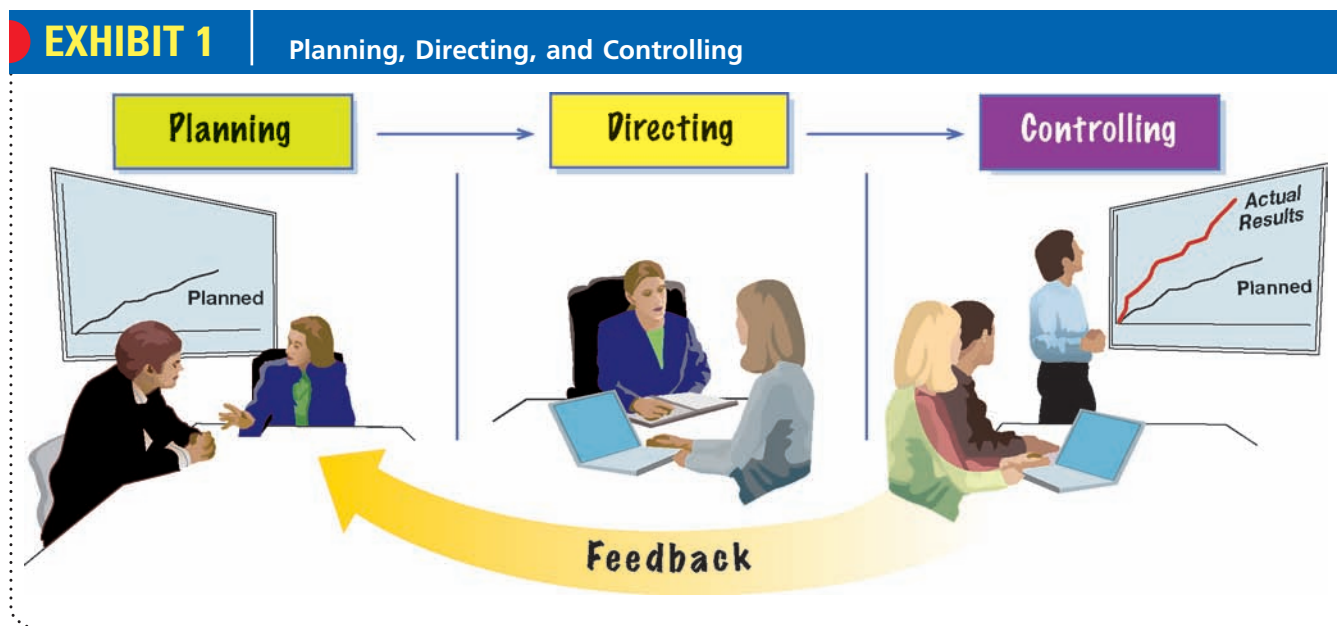 EXHIBIT 1
Planning, Directing, and Controlling
Planning
Directing
Controlling
Planned
Actual
Results
Planned
Feedback